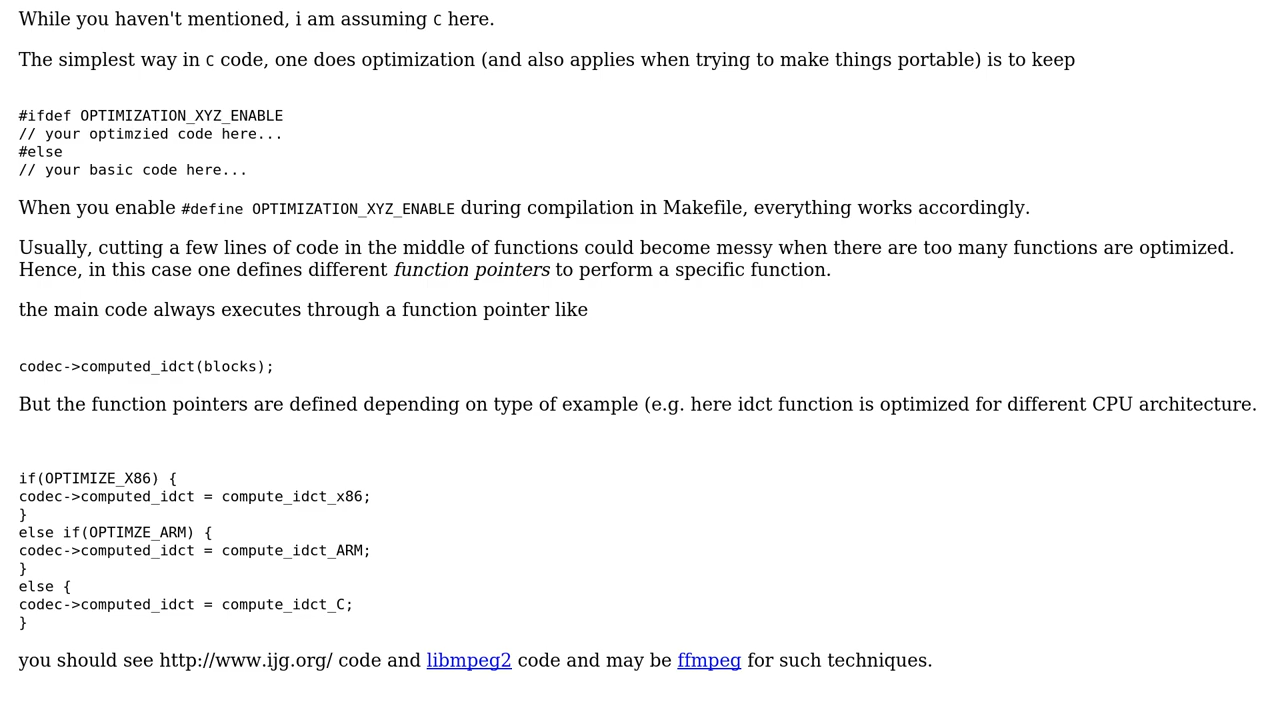 While you haven't mentioned, i am assuming c here.
The simplest way in c code, one does optimization (and also applies when trying to make things portable) is to keep
#ifdef OPTIMIZATION_XYZ_ENABLE
// your optimzied code here...
#else
// your basic code here...
When you enable #define OPTIMIZATION_XYZ_ENABLE during compilation in Makefile, everything works accordingly.
Usually, cutting a few lines of code in the middle of functions could become messy when there are too many functions are optimized.
Hence, in this case one defines different function pointers to perform a specific function.
the main code always executes through a function pointer like
codec->computed_idct(blocks);
But the function pointers are defined depending on type of example (e.g. here idct function is optimized for different CPU architecture.
if(OPTIMIZE_X86) {
codec->computed_idct = compute_idct_x86;
}
else if(OPTIMZE_ARM) {
codec->computed_idct = compute_idct_ARM;
}
else {
codec->computed_idct = compute_idct_C;
}
you should see http://www.ijg.org/ code and libmpeg2 code and may be ffmpeg for such techniques.